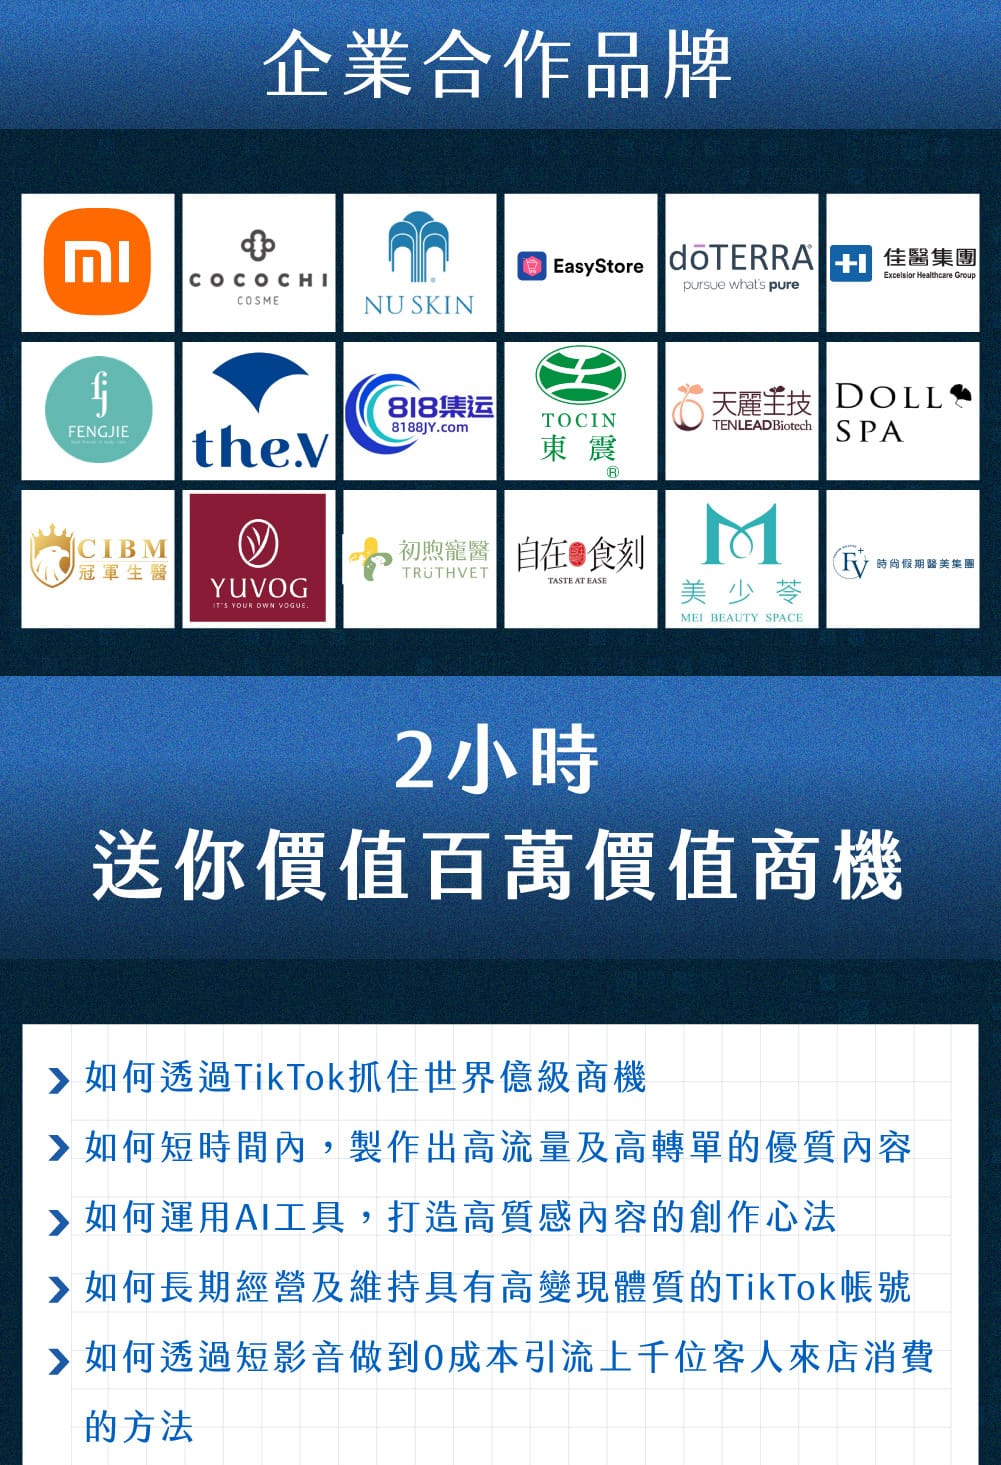 企業合作品牌
COCOCHI
COSME
NU SKIN
EasyStore
dōTERRA
pursue what's pure
佳醫集團
Excelsior Healthcare Group
fj
FENGJIE
the.V
818集运
8188JY.com
TOCIN
東震
®
天麗生技
TENLEADBiotech
DOLL
SPA
CIBM
冠軍生醫
YUVOG
IT'S YOUR OWN VOGUE.
初煦寵醫
TRÜTHVET
自在食刻
TASTE AT EASE
美少苓
MEI BEAUTY SPACE
FV
時尚假期醫美集團
2小時
送你價值百萬價值商機
如何透過TikTok抓住世界億級商機
如何短時間內，製作出高流量及高轉單的優質內容
如何運用AI工具，打造高質感內容的創作心法
如何長期經營及維持具有高變現體質的TikTok帳號
如何透過短影音做到0成本引流上千位客人來店消費
的方法